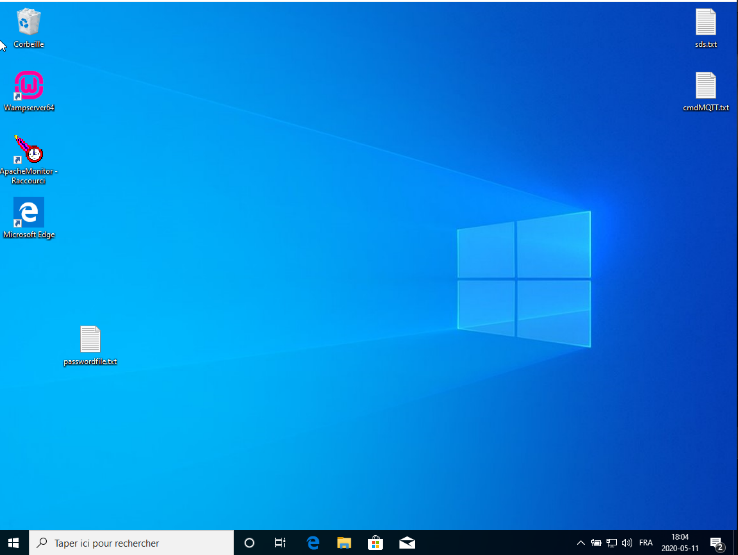 Corbeille
Wampserver64
ApacheMonitor -
Raccourci
Microsoft Edge
passwordfile.txt
sds.txt
cmdMQTT.txt
Taper ici pour rechercher
FRA
18:04
2020-05-11
2